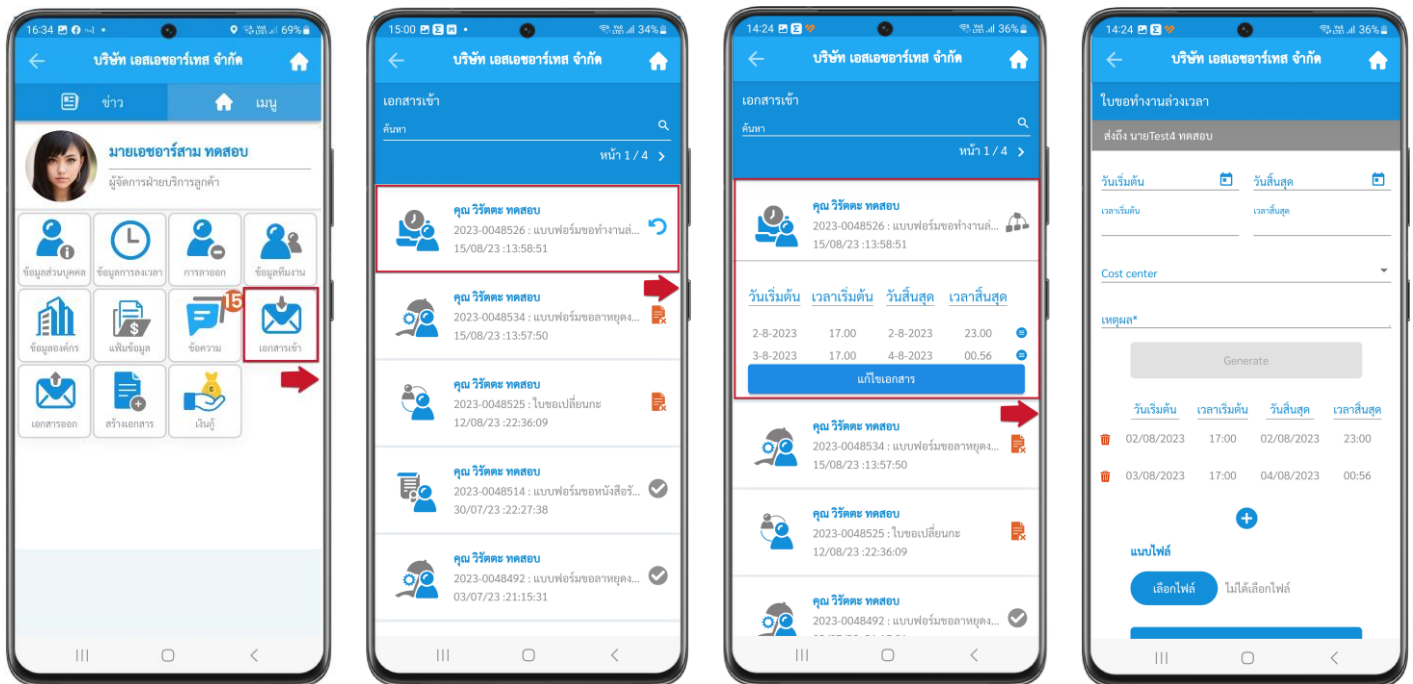 16:34
69%
บริษัท เอสเอชอาร์เทส จำกัด
ข่าว
เมนู
มายเอชอาร์สาม ทดสอบ
ผู้จัดการฝ่ายบริการลูกค้า
ข้อมูลส่วนบุคคล ข้อมูลการลงเวลา การลาออก ข้อมูลทีมงาน
15
ข้อมูลองค์กร แฟ้มข้อมูล ข้อความ เอกสารเข้า
เอกสารออก สร้างเอกสาร เงินกู้
15:00
34%
บริษัท เอสเอชอาร์เทส จำกัด
เอกสารเข้า
ค้นหา
หน้า 1 / 4
คุณ วิรัตตะ ทดสอบ
2023-0048526 : แบบฟอร์มขอทำงานล่...
15/08/23 :13:58:51
คุณ วิรัตตะ ทดสอบ
2023-0048534 : แบบฟอร์มขอลาหยุดง...
15/08/23 :13:57:50
คุณ วิรัตตะ ทดสอบ
2023-0048525 : ใบขอเปลี่ยนกะ
12/08/23 :22:36:09
คุณ วิรัตตะ ทดสอบ
2023-0048514 : แบบฟอร์มขอหนังสือรั...
30/07/23 :22:27:38
คุณ วิรัตตะ ทดสอบ
2023-0048492 : แบบฟอร์มขอลาหยุดง...
03/07/23 :21:15:31
14:24
36%
บริษัท เอสเอชอาร์เทส จำกัด
เอกสารเข้า
ค้นหา
หน้า 1 / 4
คุณ วิรัตตะ ทดสอบ
2023-0048526 : แบบฟอร์มขอทำงานล่...
15/08/23 :13:58:51
วันเริ่มต้น เวลาเริ่มต้น วันสิ้นสุด เวลาสิ้นสุด
2-8-2023 17.00 2-8-2023 23.00
3-8-2023 17.00 4-8-2023 00.56
แก้ไขเอกสาร
คุณ วิรัตตะ ทดสอบ
2023-0048534 : แบบฟอร์มขอลาหยุดง...
15/08/23 :13:57:50
คุณ วิรัตตะ ทดสอบ
2023-0048525 : ใบขอเปลี่ยนกะ
12/08/23 :22:36:09
คุณ วิรัตตะ ทดสอบ
2023-0048492 : แบบฟอร์มขอลาหยุดง...
14:24
36%
บริษัท เอสเอชอาร์เทส จำกัด
ใบขอทำงานล่วงเวลา
ส่งถึง นายTest4 ทดสอบ
วันเริ่มต้น วันสิ้นสุด
เวลาเริ่มต้น เวลาสิ้นสุด
Cost center
เหตุผล*
Generate
วันเริ่มต้น เวลาเริ่มต้น วันสิ้นสุด เวลาสิ้นสุด
02/08/2023 17:00 02/08/2023 23:00
03/08/2023 17:00 04/08/2023 00:56
แนบไฟล์
เลือกไฟล์ ไม่ได้เลือกไฟล์